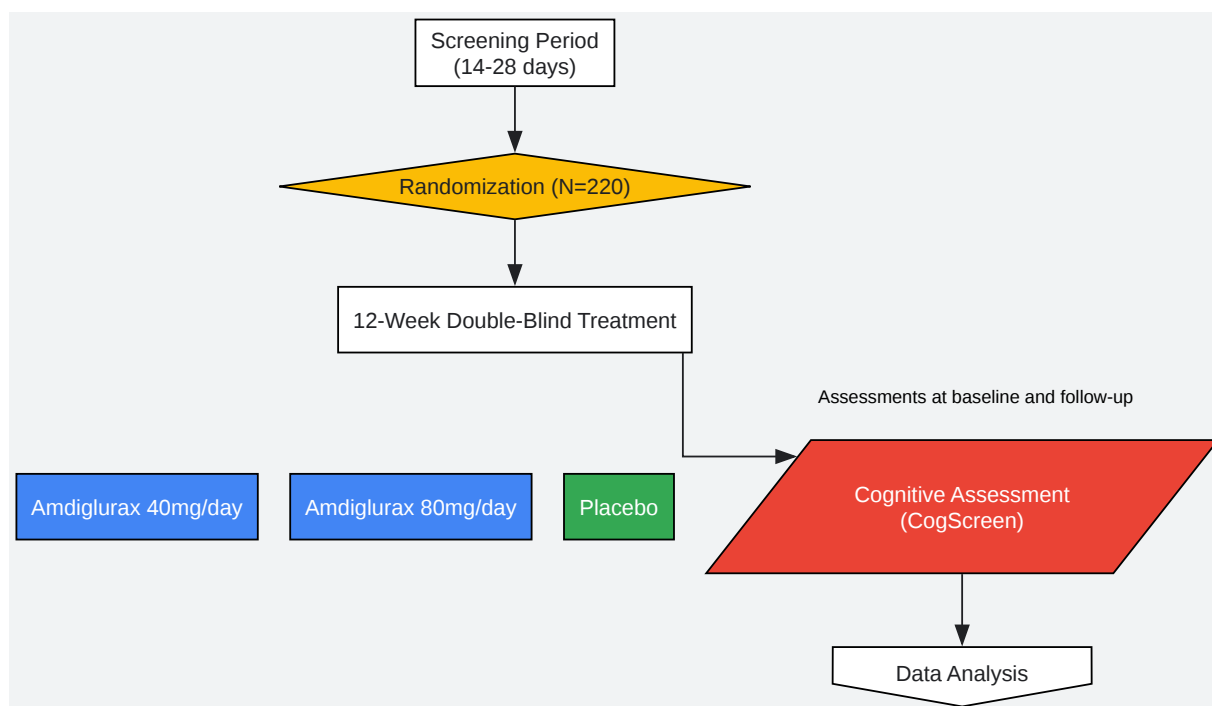 Screening Period
(14-28 days)
Randomization (N=220)
12-Week Double-Blind Treatment
Assessments at baseline and follow-up
Amdiglurax 40mg/day
Amdiglurax 80mg/day
Placebo
Cognitive Assessment
(CogScreen)
Data Analysis